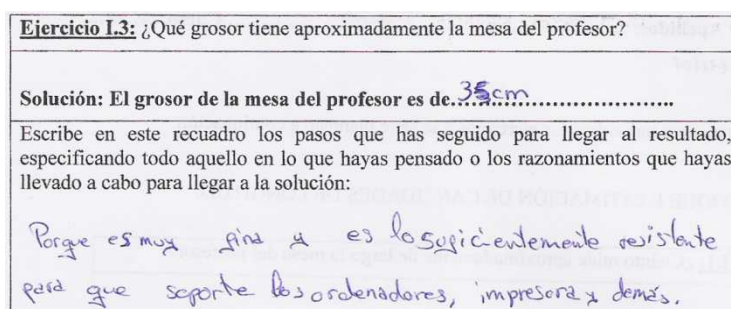 Ejercicio I.3: ¿Qué grosor tiene aproximadamente la mesa del profesor?
Solución: El grosor de la mesa del profesor es de cm..............................
Escribe en este recuadro los pasos que has seguido para llegar al resultado,
especificando todo aquello en lo que hayas pensado o los razonamientos que hayas
llevado a cabo para llegar a la solución:
Porque es muy fina y es lo suficientemente resistente
para que soporte los ordenadores, impresora y demás.